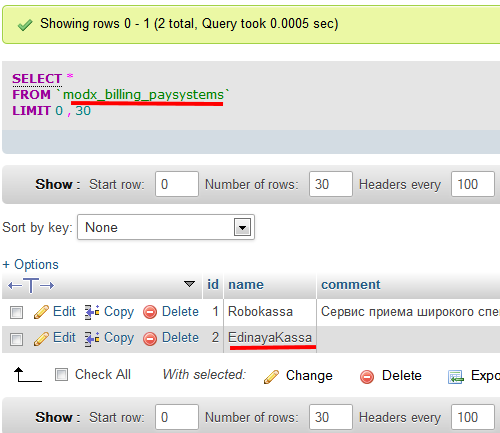 Showing rows 0 - 1 (2 total, Query took 0.0005 sec)
SELECT *
FROM `modx_billing_paysystems`
LIMIT 0 , 30
Show : Start row: 0 Number of rows: 30 Headers every 100
Sort by key: None
+ Options
←T→ id name comment
Edit Copy Delete 1 Robokassa Сервис приема широкого спе
Edit Copy Delete 2 EdinayaKassa
Check All With selected: Change Delete Expo
Show : Start row: 0 Number of rows: 30 Headers every 100